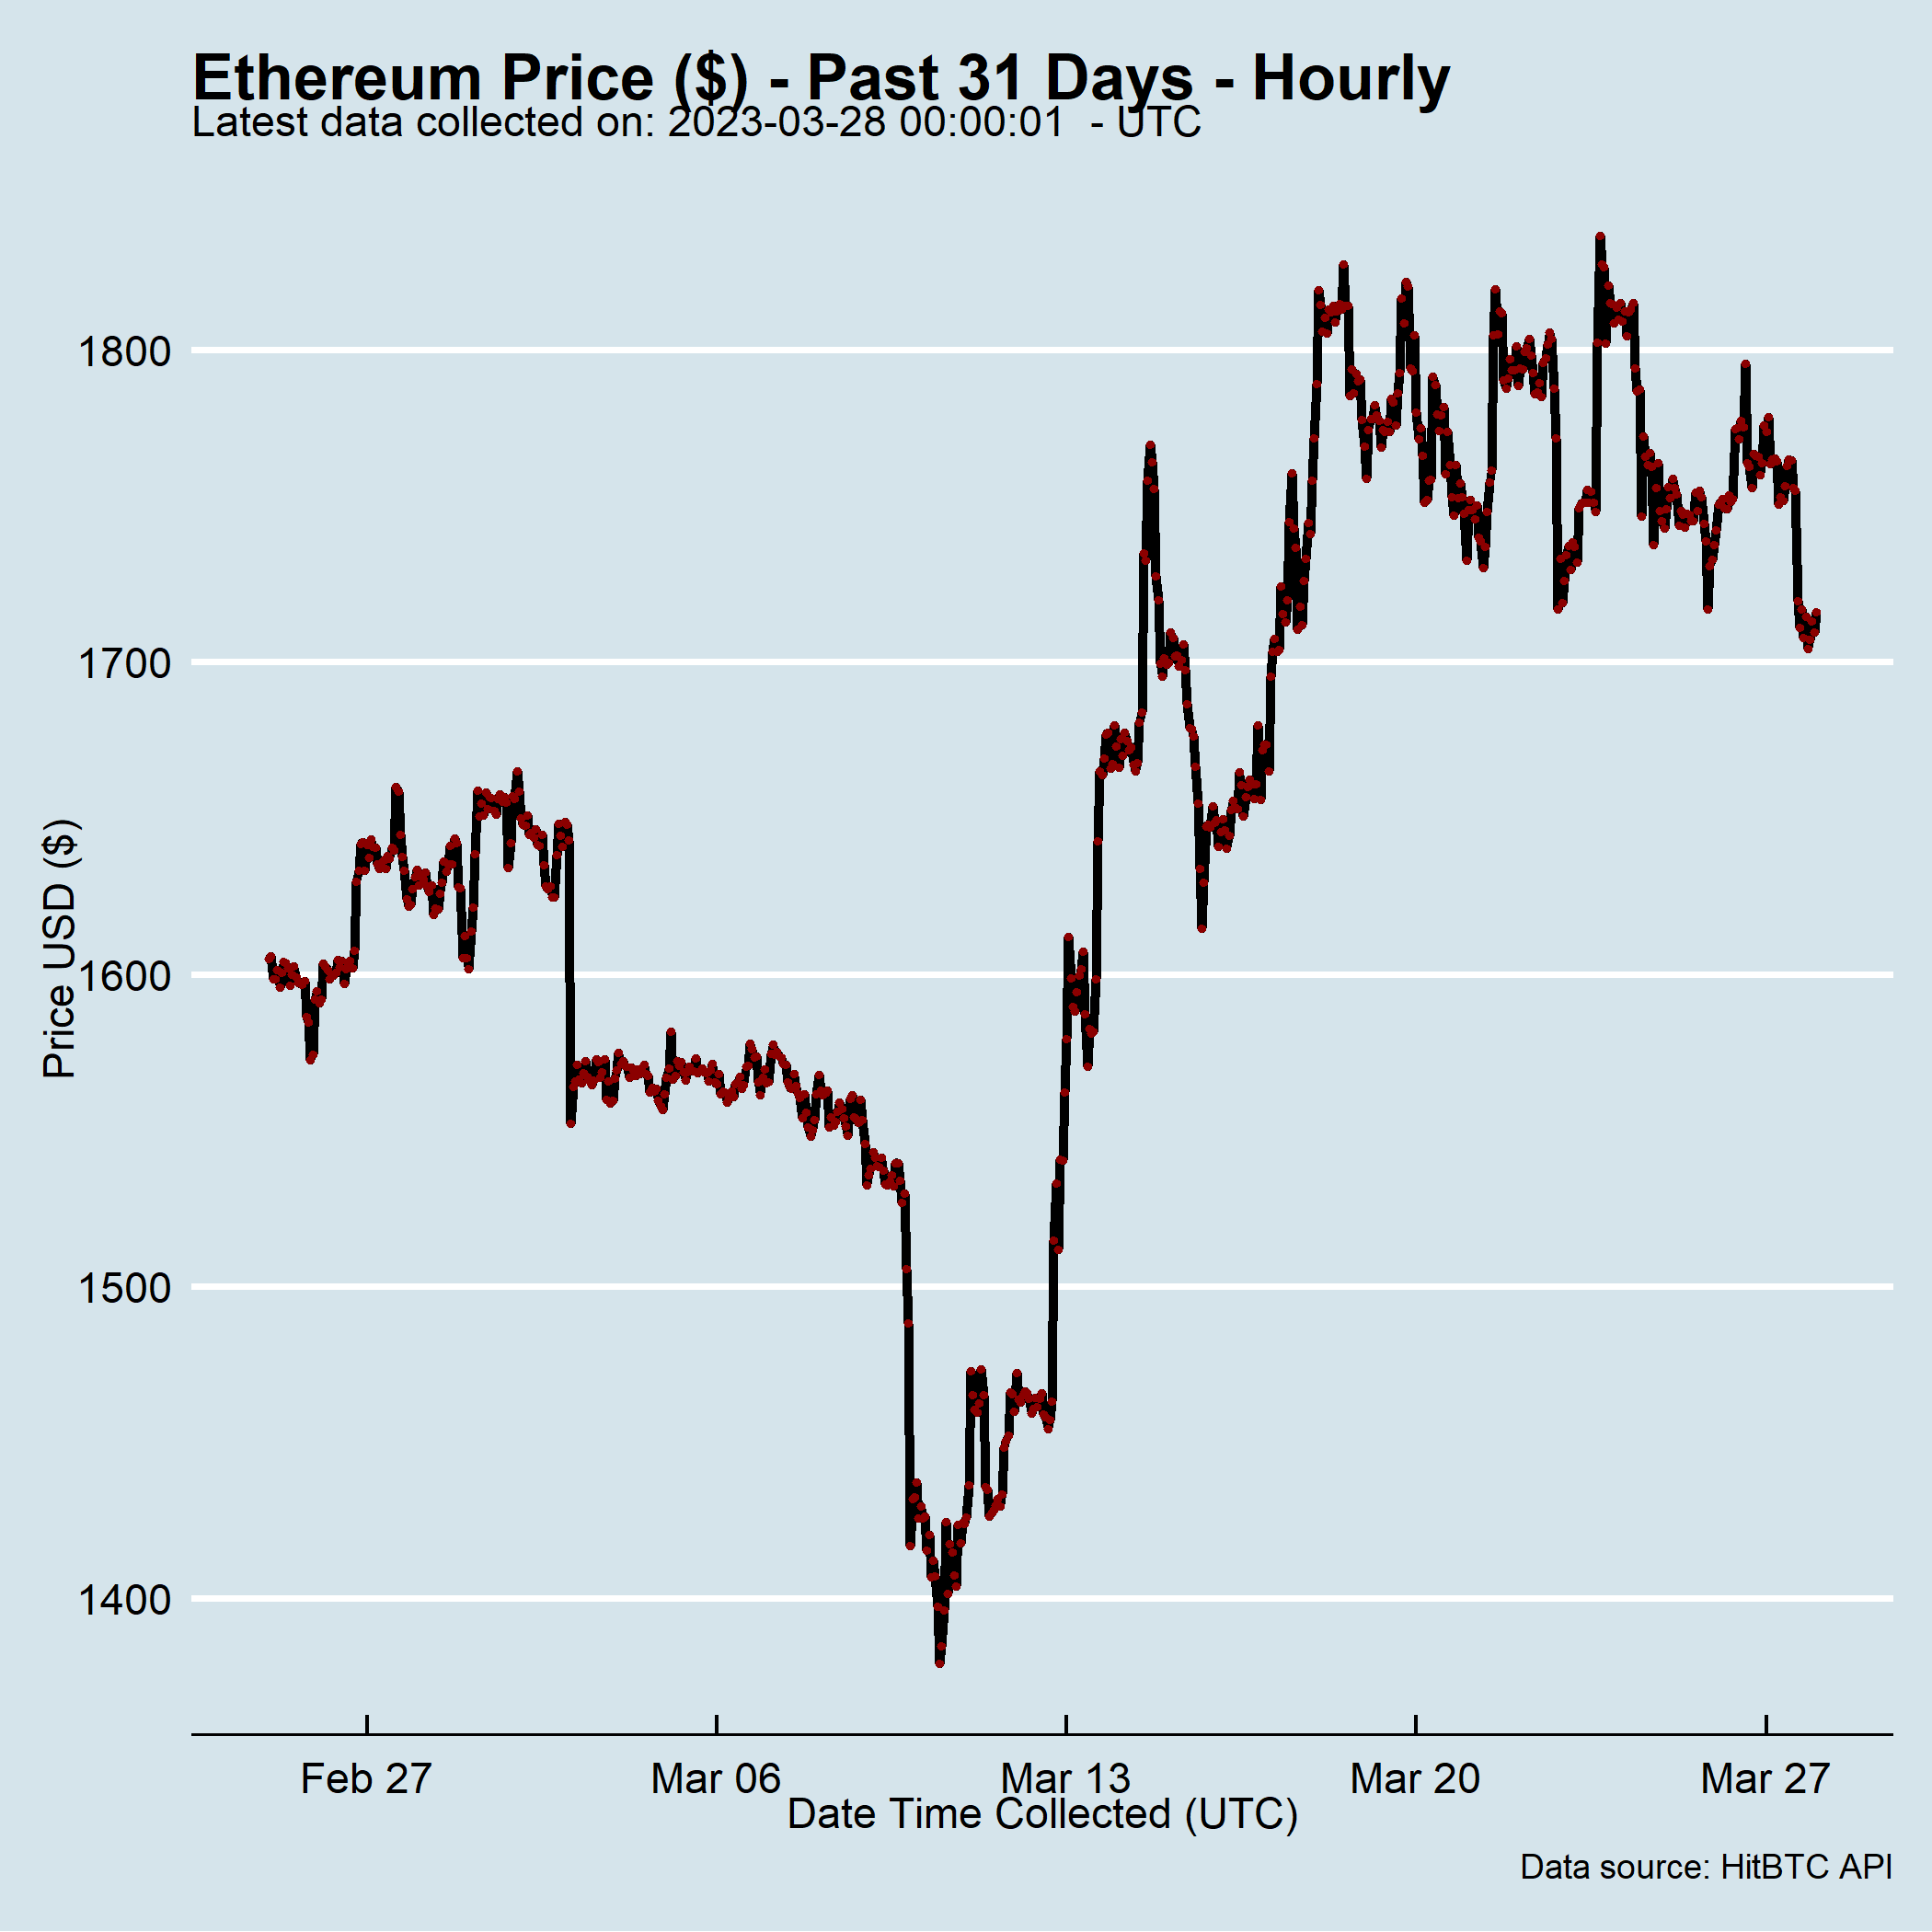 Ethereum Price ($) - Past 31 Days - Hourly
Latest data collected on: 2023-03-28 00:00:01  - UTC
Price USD ($)
1800
1700
1600
1500
1400
Feb 27 Mar 06 Mar 13 Mar 20 Mar 27
Date Time Collected (UTC)
Data source: HitBTC API